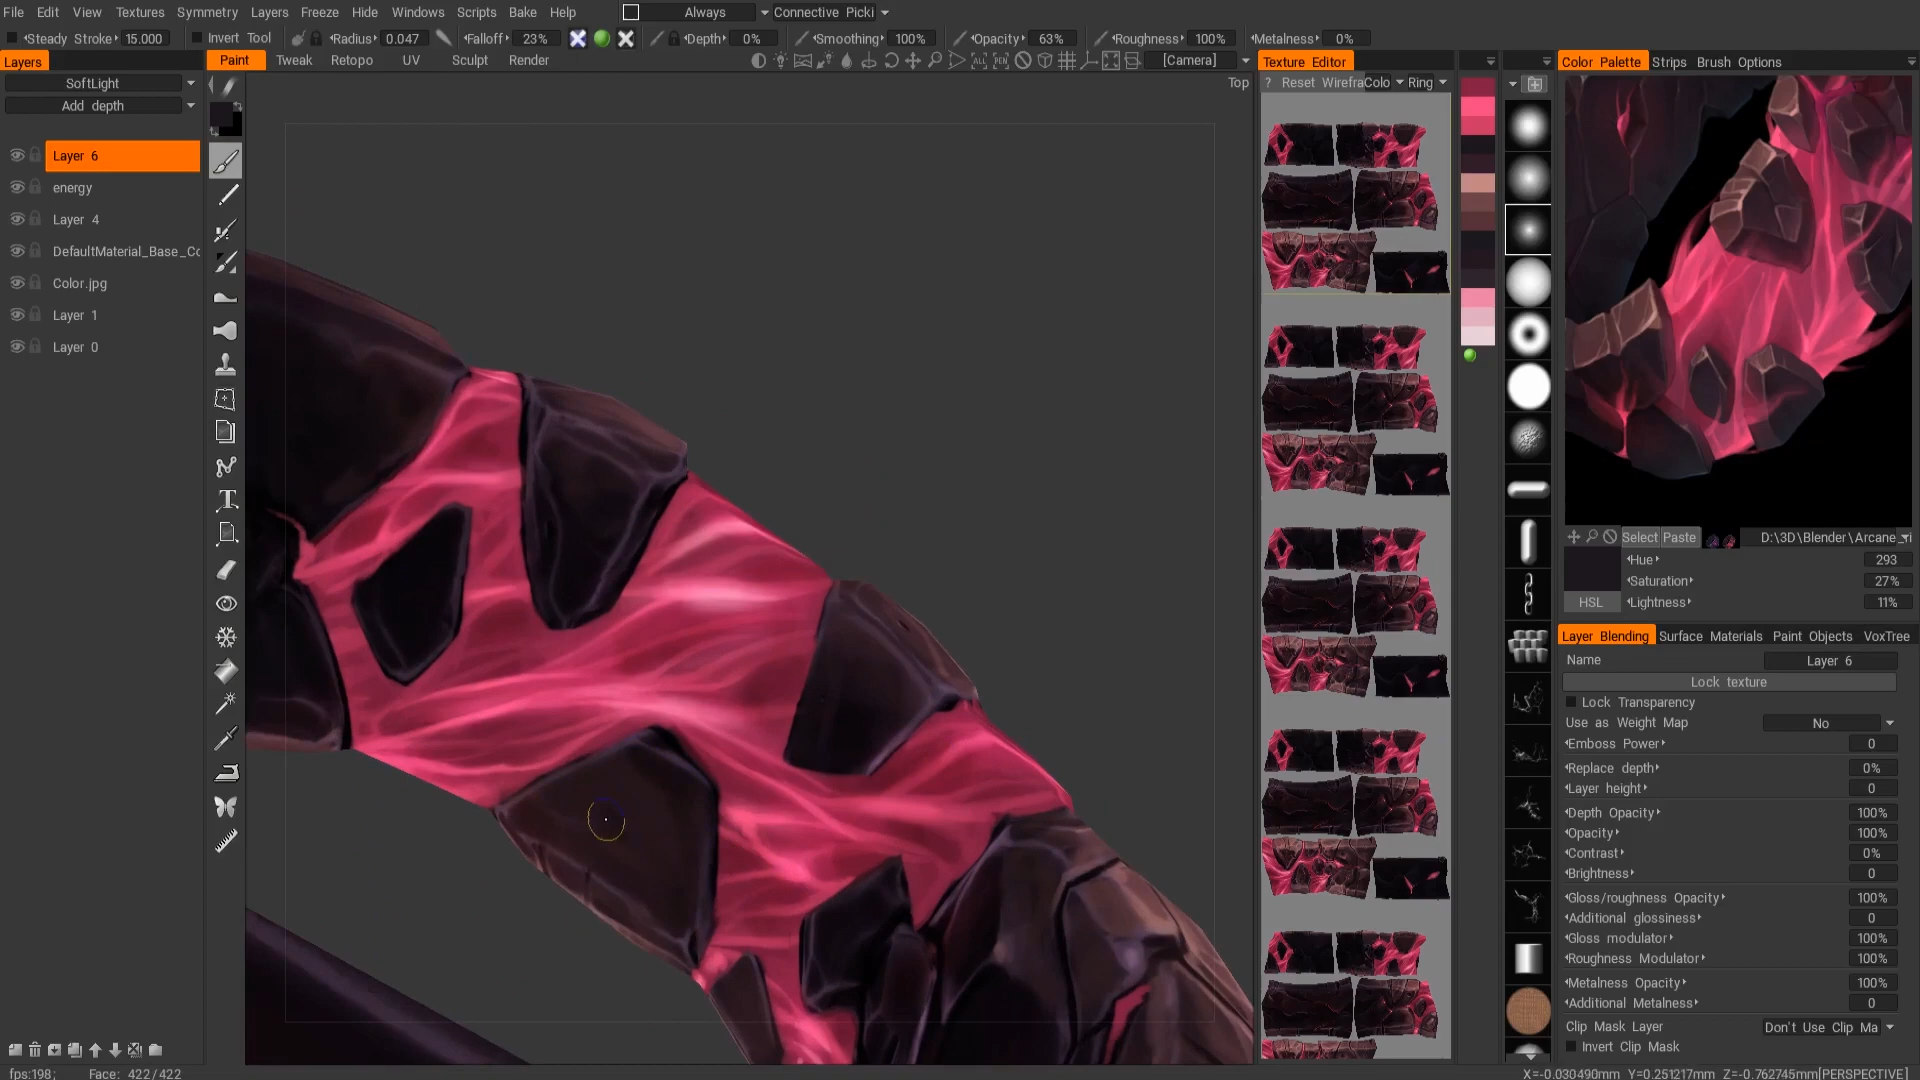 File Edit View Textures Symmetry Layers Freeze Hide Windows Scripts Bake Help Always Connective Picki
Steady Stroke 15.000 Invert Tool Radius 0.047 Falloff 23% Depth 0% Smoothing 100% Opacity 63% Roughness 100% Metalness 0%
Layers Paint Tweak Retopo UV Sculpt Render [Camera] Texture Editor Color Palette Strips Brush Options
SoftLight Top ? Reset Wirefra Colo Ring
Add depth
Layer 6
energy
Layer 4
DefaultMaterial_Base_Co
Color.jpg
Layer 1
Layer 0
Select Paste D:\3D\Blender\Arcane_
Hue 293
Saturation 27%
HSL Lightness 11%
Layer Blending Surface Materials Paint Objects VoxTree
Name Layer 6
Lock texture
Lock Transparency
Use as Weight Map No
Emboss Power 0
Replace depth 0%
Layer height 0
Depth Opacity 100%
Opacity 100%
Contrast 0%
Brightness 0
Gloss/roughness Opacity 100%
Additional glossiness 0
Gloss modulator 100%
Roughness Modulator 100%
Metalness Opacity 100%
Additional Metalness 0
Clip Mask Layer Don't Use Clip Ma
Invert Clip Mask
fps:198; Face: 422/422 X=-0.030490mm Y=0.251217mm Z=-0.762745mm[PERSPECTIVE]